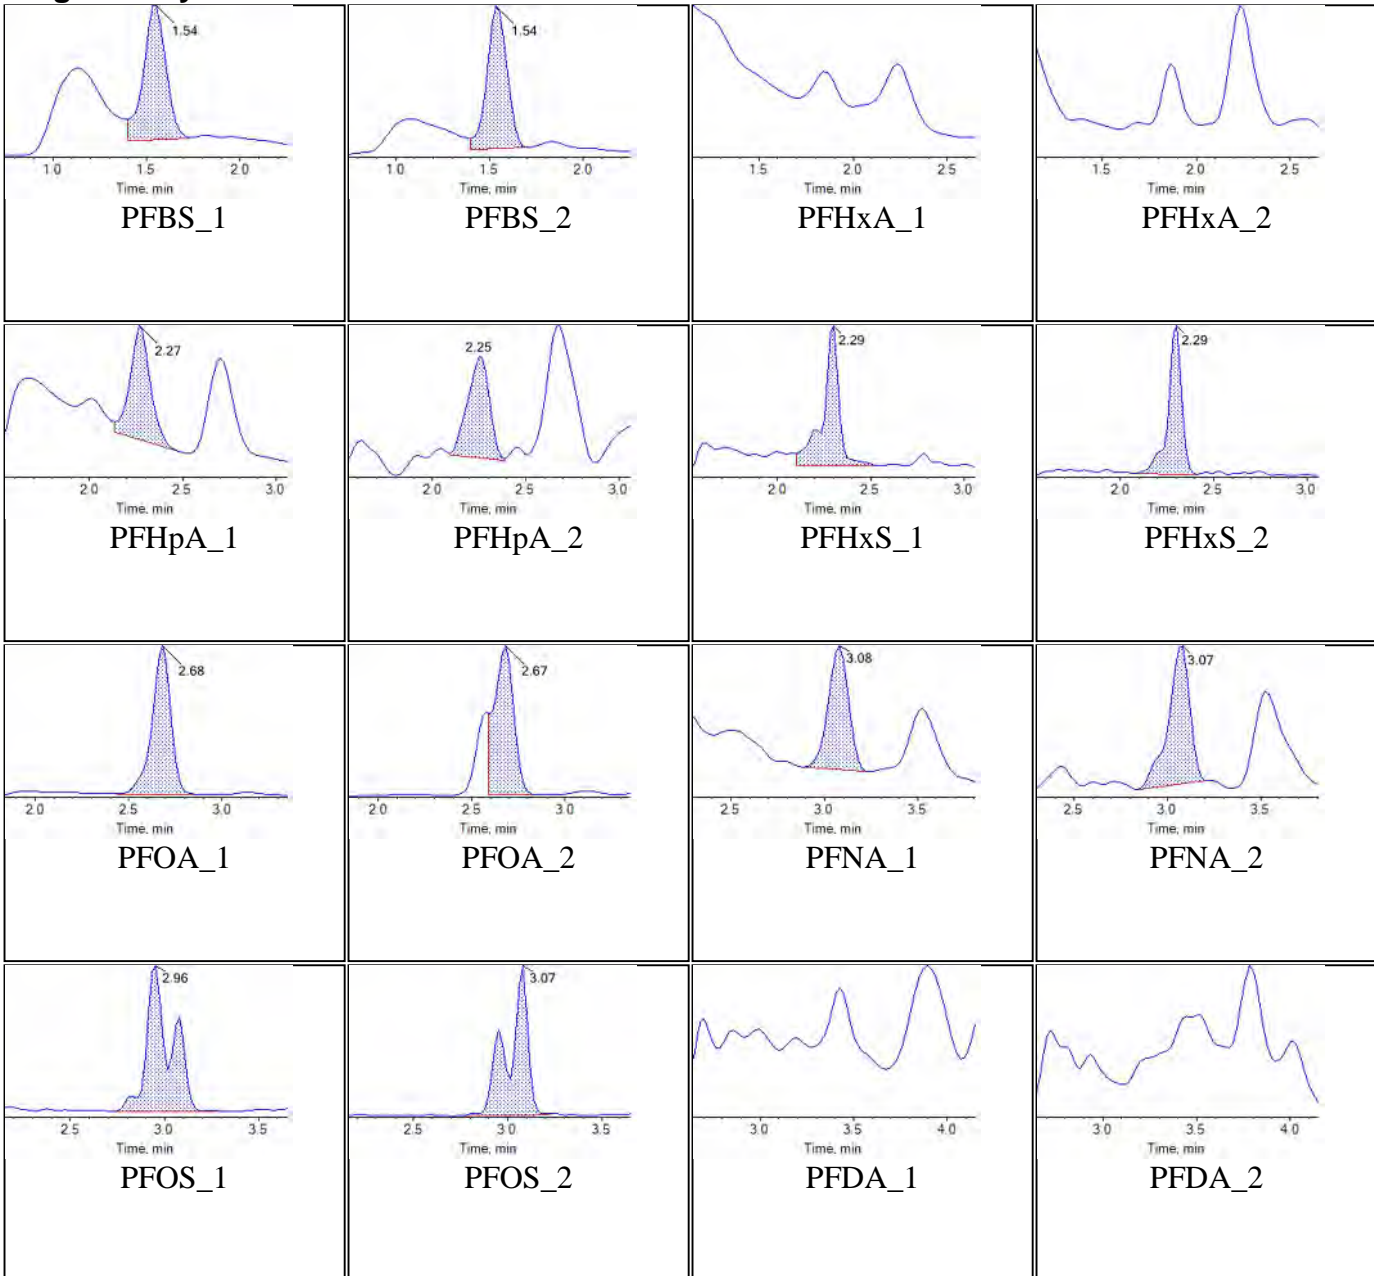 1.54 1.54
1.0 1.5 2.0 1.0 1.5 2.0 1.5 2.0 2.5 1.5 2.0 2.5
Time, min Time, min Time, min Time, min
PFBS_1 PFBS_2 PFHxA_1 PFHxA_2
2.27 2.25 2.29 2.29
2.0 2.5 3.0 2.0 2.5 3.0 2.0 2.5 3.0 2.0 2.5 3.0
Time, min Time, min Time, min Time, min
PFHpA_1 PFHpA_2 PFHxS_1 PFHxS_2
2.68 2.67 3.08 3.07
2.0 2.5 3.0 2.0 2.5 3.0 2.5 3.0 3.5 2.5 3.0 3.5
Time, min Time, min Time, min Time, min
PFOA_1 PFOA_2 PFNA_1 PFNA_2
2.96 3.07
2.5 3.0 3.5 2.5 3.0 3.5 3.0 3.5 4.0 3.0 3.5 4.0
Time, min Time, min Time, min Time, min
PFOS_1 PFOS_2 PFDA_1 PFDA_2